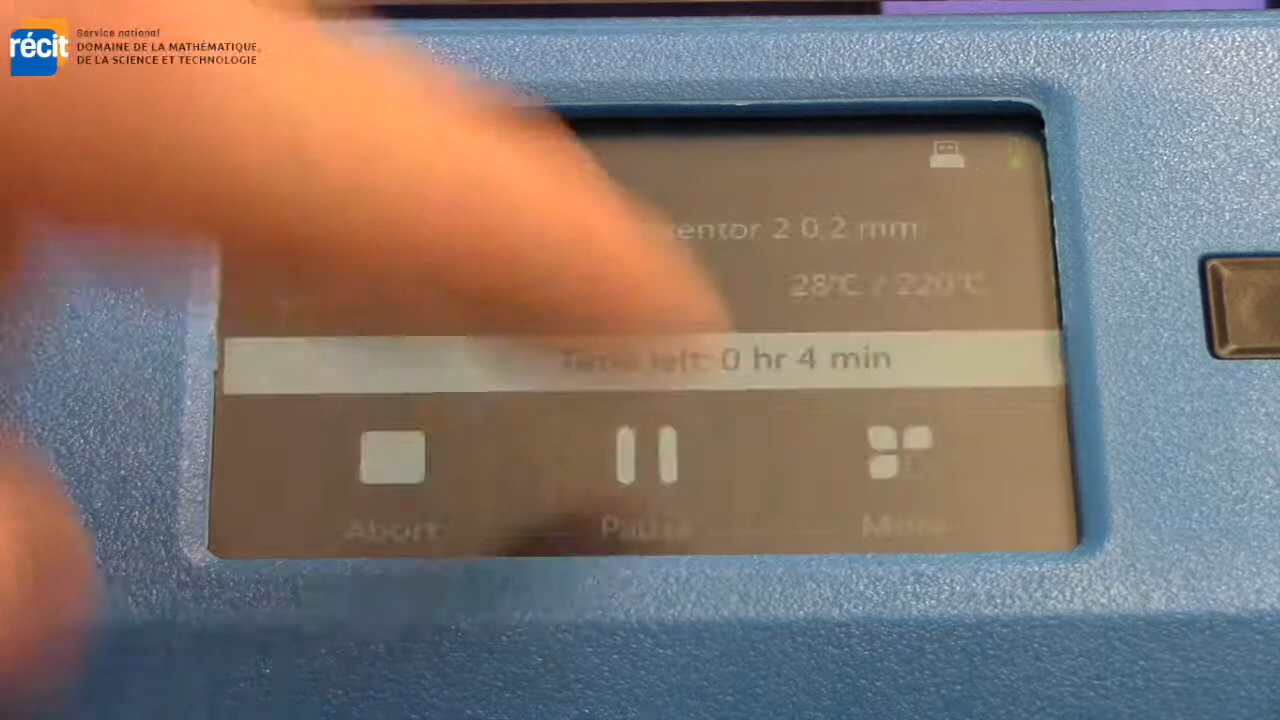 récit
Service national
DOMAINE DE LA MATHÉMATIQUE,
DE LA SCIENCE ET TECHNOLOGIE
2 0.2 mm
28℃ / 220℃
Time left: 0 hr 4 min
Abort
Pause
More